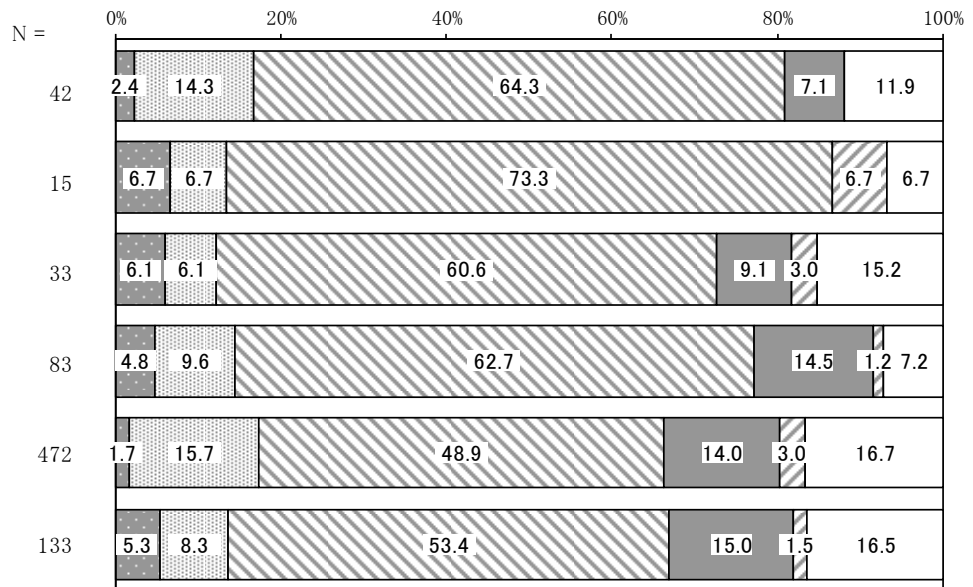 0% 20% 40% 60% 80% 100%
N =
42 2.4 14.3 64.3 7.1 11.9
15 6.7 6.7 73.3 6.7 6.7
33 6.1 6.1 60.6 9.1 3.0 15.2
83 4.8 9.6 62.7 14.5 1.2 7.2
472 1.7 15.7 48.9 14.0 3.0 16.7
133 5.3 8.3 53.4 15.0 1.5 16.5